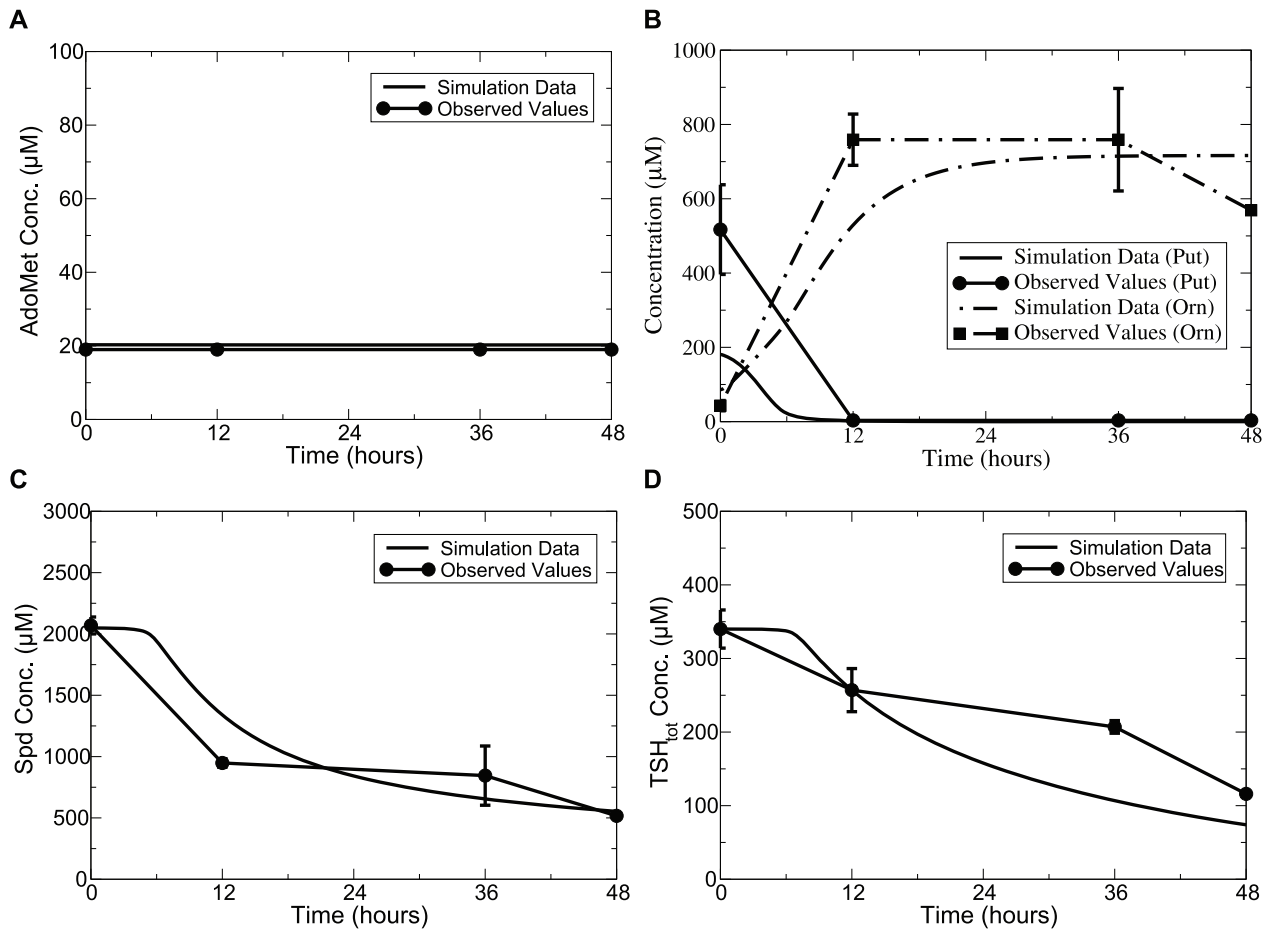 A
100
80
60
40
20
0
AdoMet Conc. (µM)
Simulation Data
Observed Values
0 12 24 36 48
Time (hours)
B
1000
800
600
400
200
0
Concentration (µM)
Simulation Data (Put)
Observed Values (Put)
Simulation Data (Orn)
Observed Values (Orn)
0 12 24 36 48
Time (hours)
C
3000
2500
2000
1500
1000
500
0
Spd Conc. (µM)
Simulation Data
Observed Values
0 12 24 36 48
Time (hours)
D
500
400
300
200
100
0
TSHtot Conc. (µM)
Simulation Data
Observed Values
0 12 24 36 48
Time (hours)